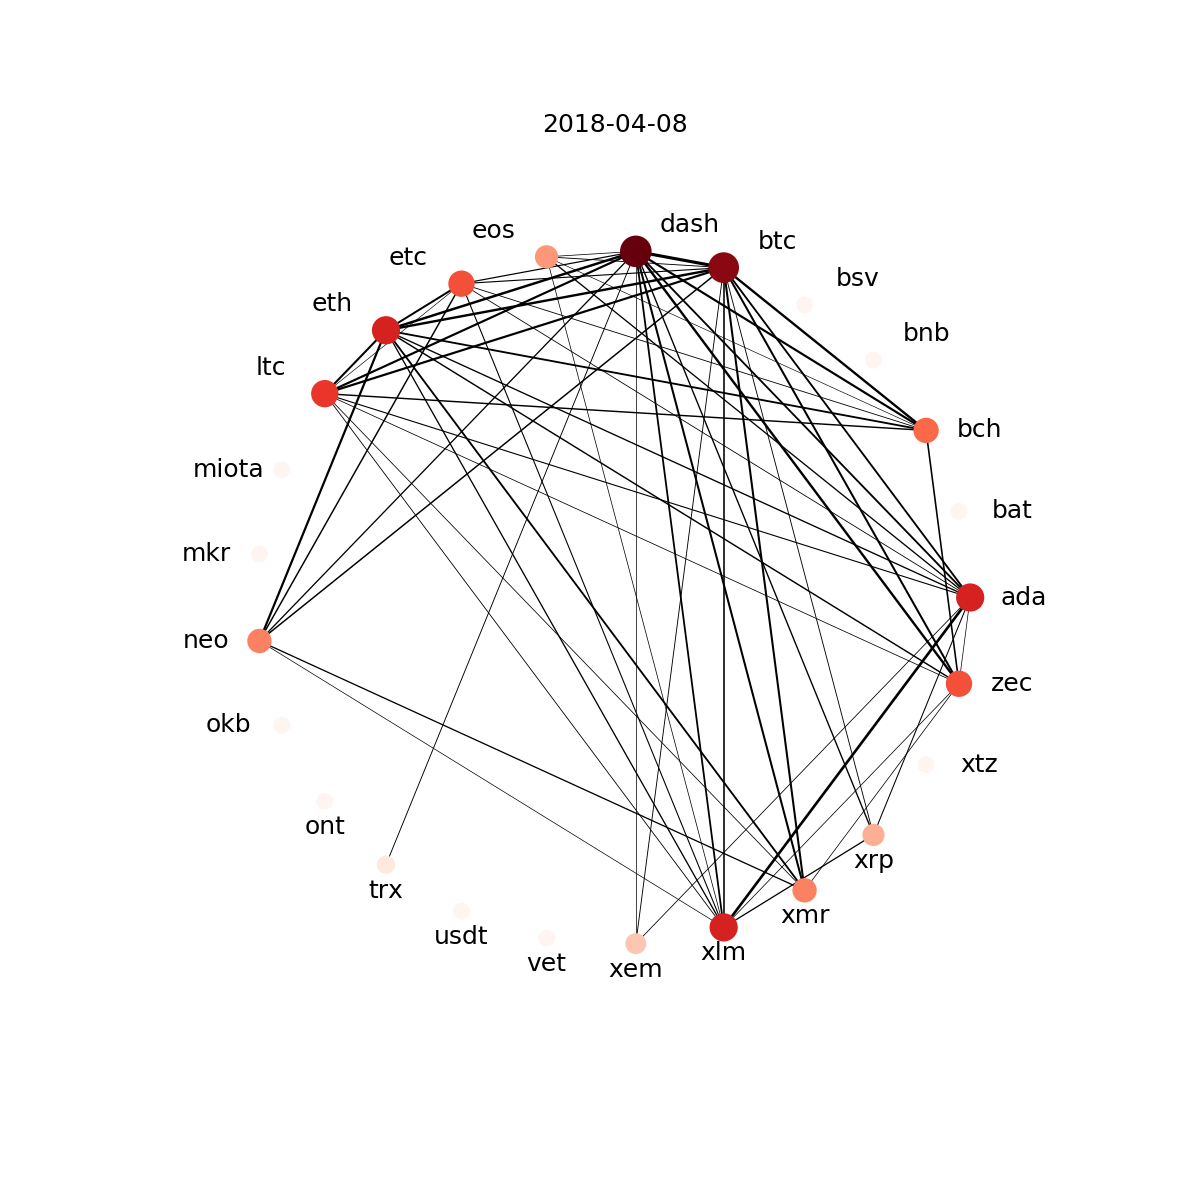 2018-04-08
dash
eos
btc
etc
bsv
eth
bnb
ltc
bch
miota
bat
mkr
ada
neo
zec
okb
xtz
ont
xrp
trx
xmr
usdt
xlm
vet
xem